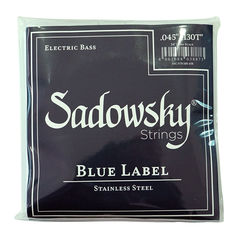 ELECTRIC BASS
.045" .130T"
Sadowsky
Strings
BLUE LABEL
STAINLESS STEEL